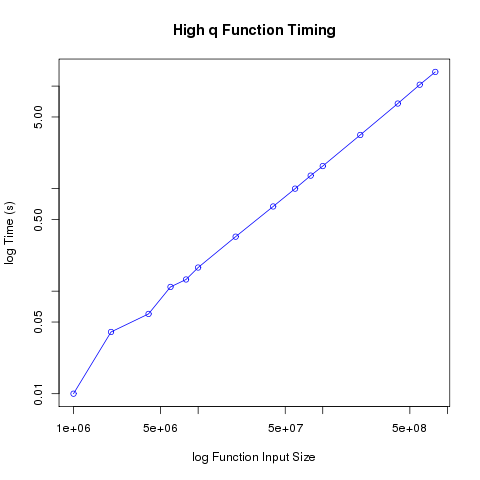 High q Function Timing
log Time (s)
5.00
0.50
0.05
0.01
1e+06 5e+06 5e+07 5e+08
log Function Input Size